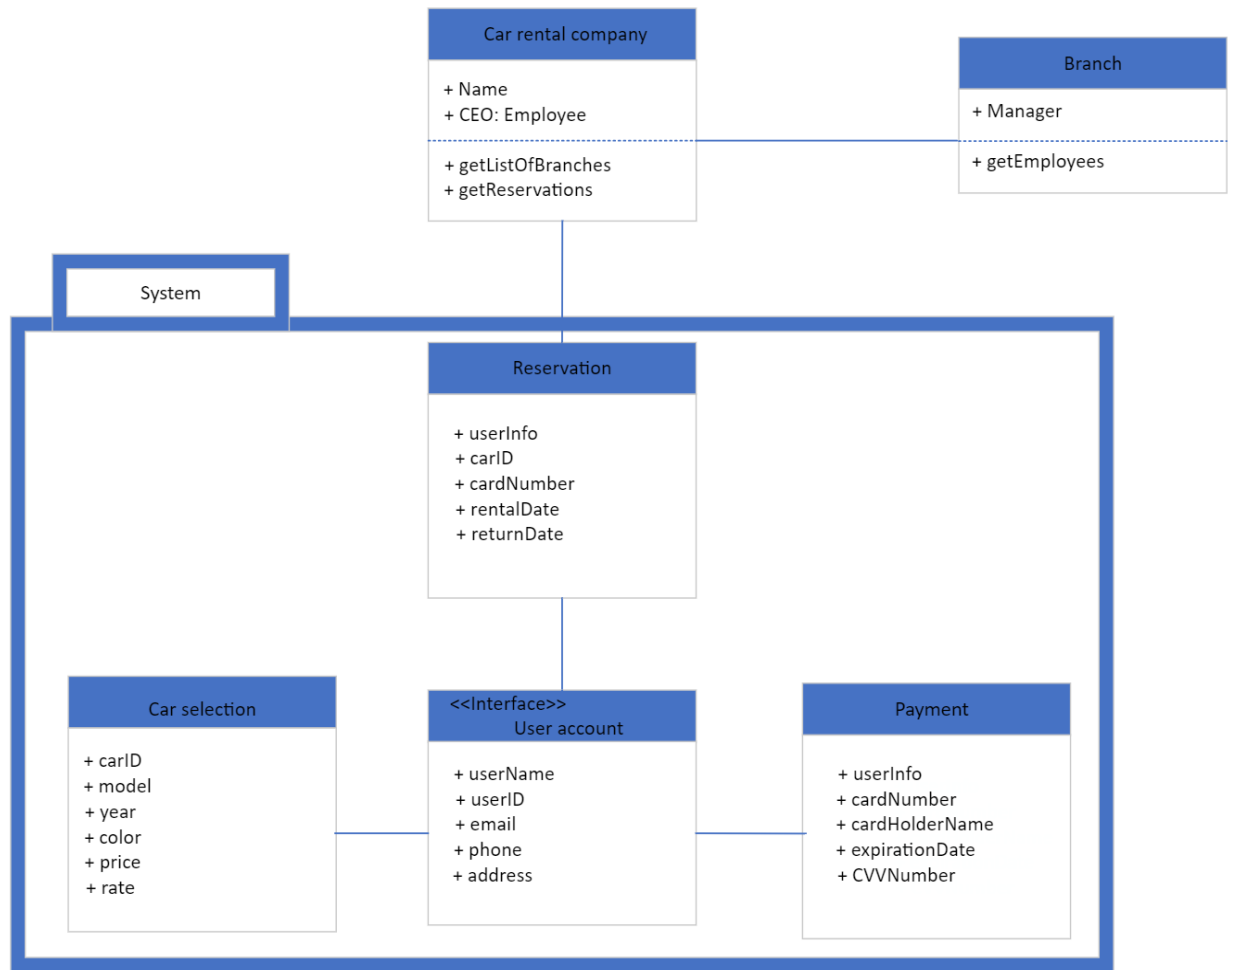 Car rental company
+ Name
+ CEO: Employee
+ getListOfBranches
+ getReservations
Branch
+ Manager
+ getEmployees
System
Reservation
+ userInfo
+ carID
+ cardNumber
+ rentalDate
+ returnDate
Car selection
+ carID
+ model
+ year
+ color
+ price
+ rate
<<Interface>>
User account
+ userName
+ userID
+ email
+ phone
+ address
Payment
+ userInfo
+ cardNumber
+ cardHolderName
+ expirationDate
+ CVVNumber